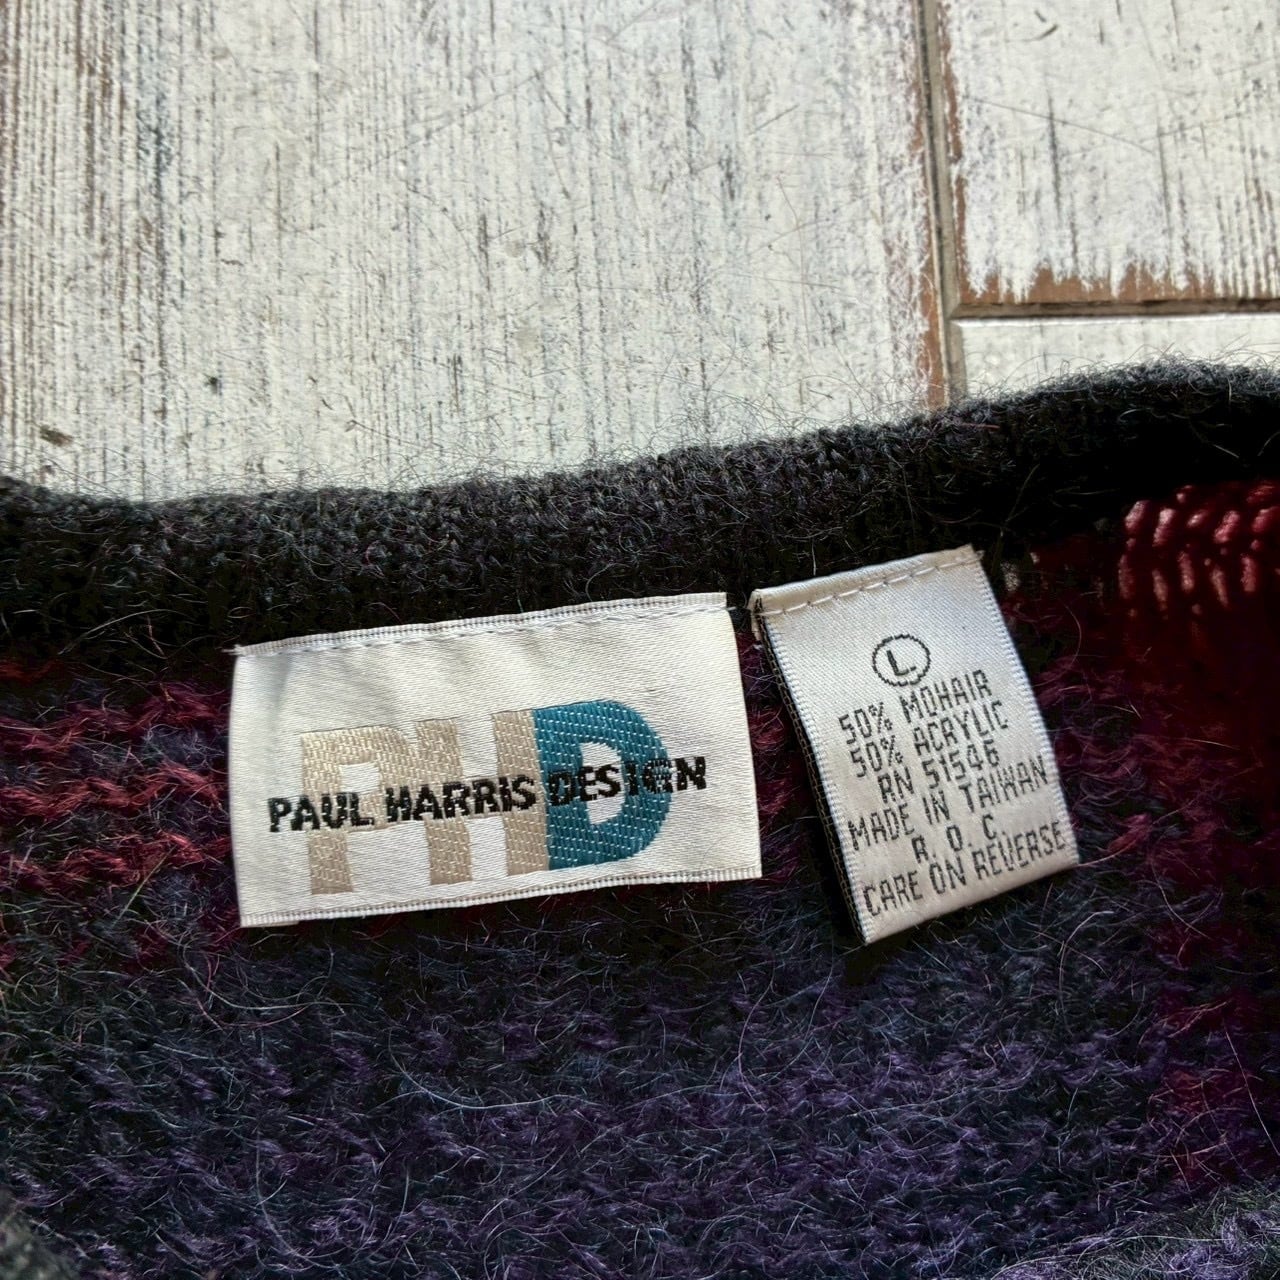 PHD
PAUL HARRIS DESIGN
L
50% MOHAIR
50% ACRYLIC
RN 51546
MADE IN TAIWAN
R. O. C.
CARE ON REVERSE